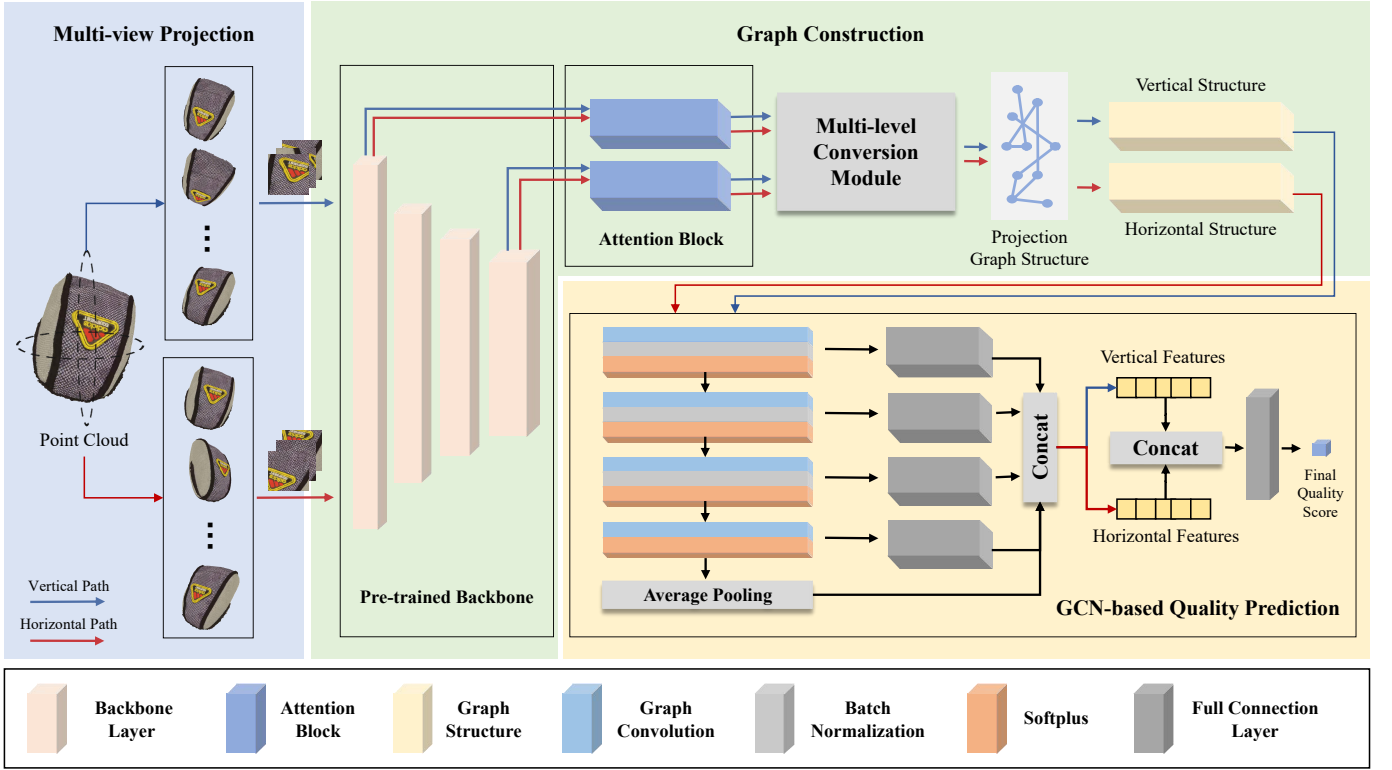 Multi-view Projection
Graph Construction
Point Cloud
Vertical Path
Horizontal Path
Pre-trained Backbone
Attention Block
Multi-level
Conversion
Module
Projection
Graph Structure
Vertical Structure
Horizontal Structure
Average Pooling
Concat
Vertical Features
Concat
Horizontal Features
Final
Quality
Score
GCN-based Quality Prediction
Backbone
Layer
Attention
Block
Graph
Structure
Graph
Convolution
Batch
Normalization
Softplus
Full Connection
Layer